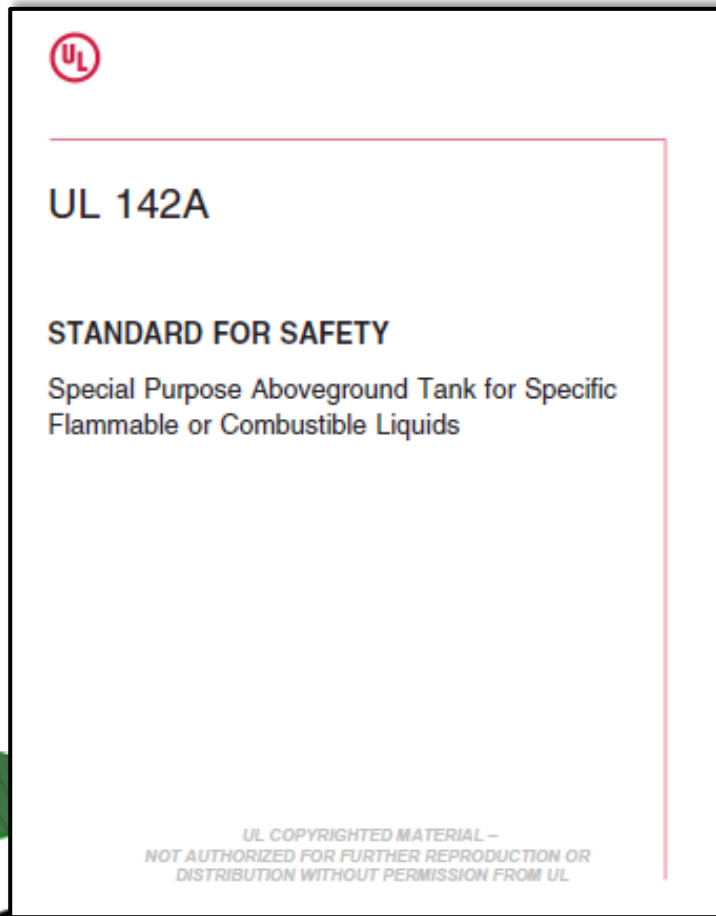 UL
UL 142A
STANDARD FOR SAFETY
Special Purpose Aboveground Tank for Specific
Flammable or Combustible Liquids
UL COPYRIGHTED MATERIAL –
NOT AUTHORIZED FOR FURTHER REPRODUCTION OR
DISTRIBUTION WITHOUT PERMISSION FROM UL